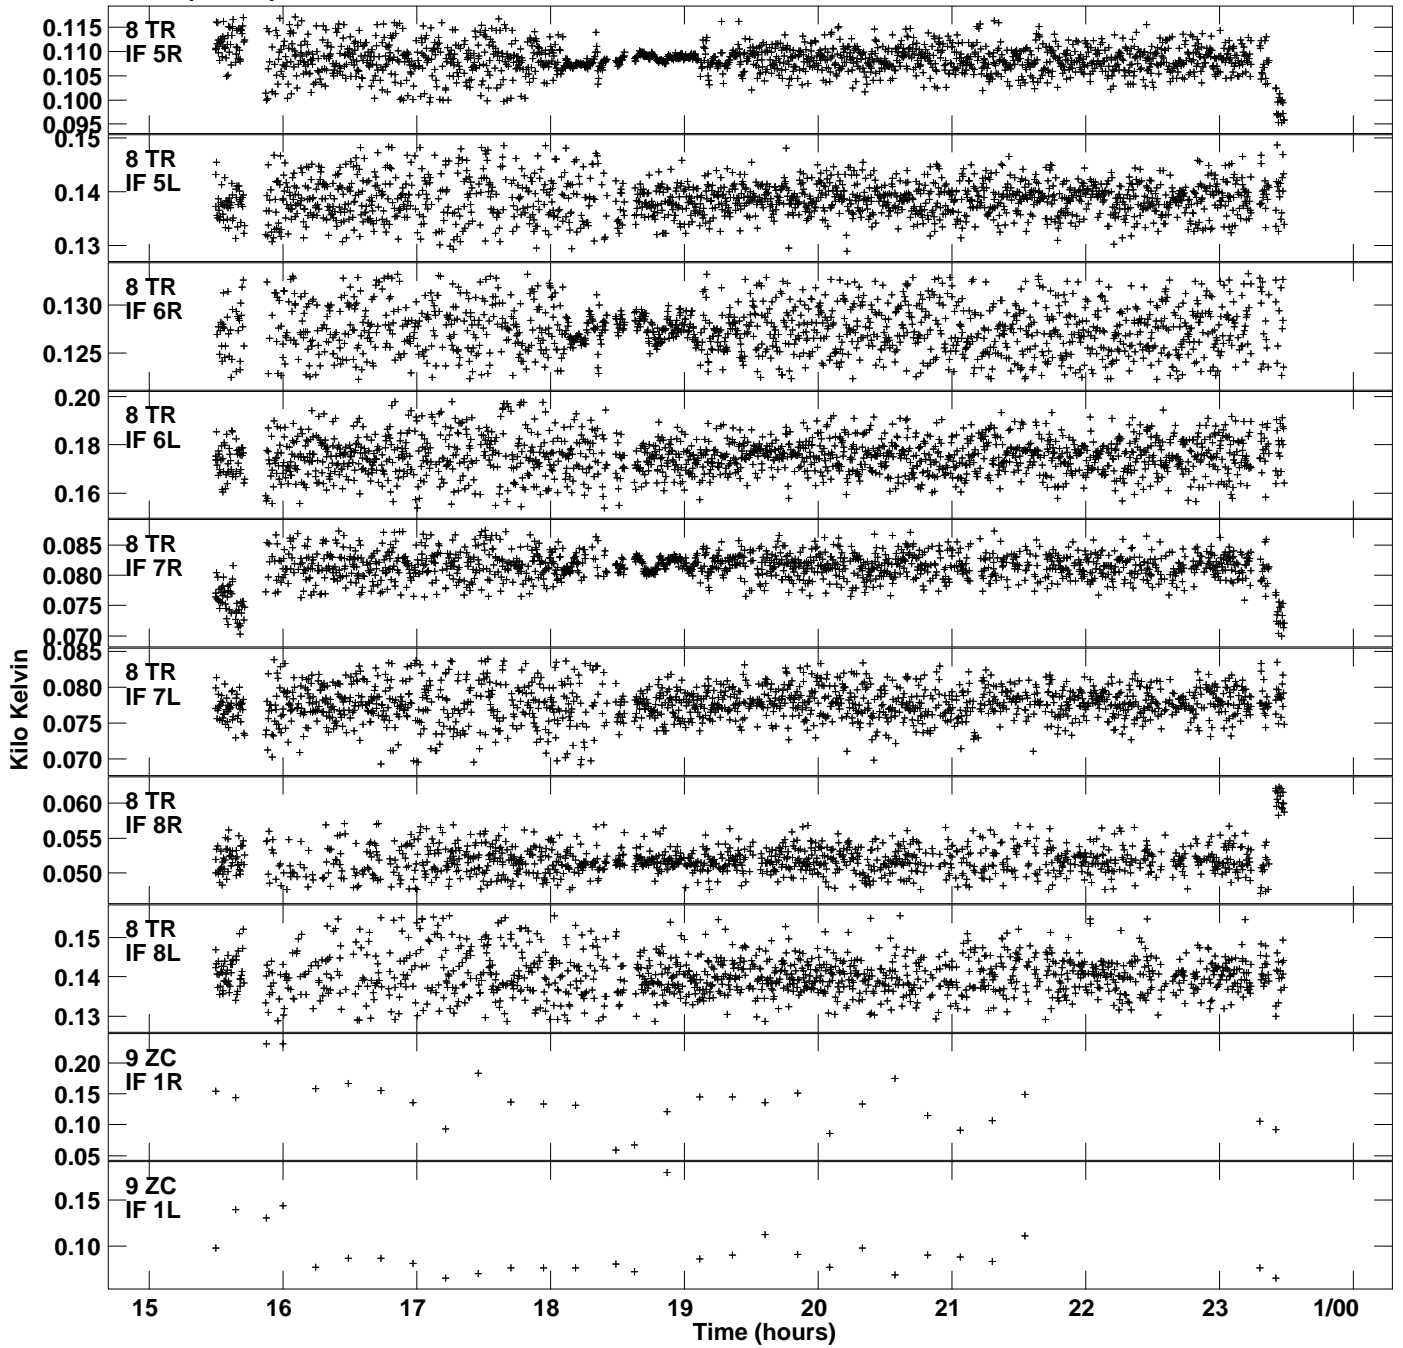 0.115
0.110
0.105
0.100
0.095
8 TR
IF 5R
0.15
0.14
0.13
8 TR
IF 5L
0.130
0.125
8 TR
IF 6R
0.20
0.18
0.16
8 TR
IF 6L
0.085
0.080
0.075
0.070
8 TR
IF 7R
0.085
0.080
0.075
0.070
8 TR
IF 7L
0.060
0.055
0.050
8 TR
IF 8R
0.15
0.14
0.13
8 TR
IF 8L
0.20
0.15
0.10
0.05
9 ZC
IF 1R
0.15
0.10
9 ZC
IF 1L
Kilo Kelvin
15 16 17 18 19 20 21 22 23 1/00
Time (hours)